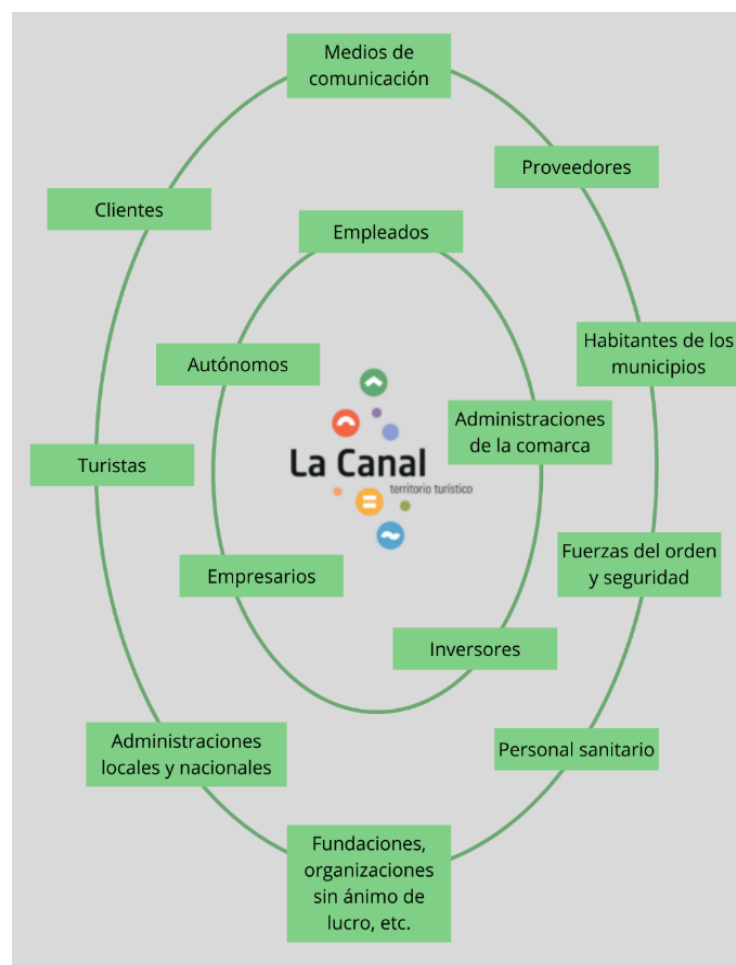 Medios de
comunicación
Proveedores
Clientes
Empleados
Habitantes de los
municipios
Autónomos
Administraciones
de la comarca
La Canal
territorio turístico
Turistas
Fuerzas del orden
y seguridad
Empresarios
Inversores
Administraciones
locales y nacionales
Personal sanitario
Fundaciones,
organizaciones
sin ánimo de
lucro, etc.